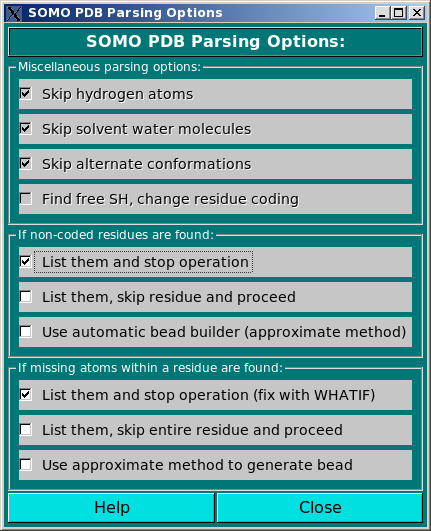 SOMO PDB Parsing Options
SOMO PDB Parsing Options:
Miscellaneous parsing options:
Skip hydrogen atoms
Skip solvent water molecules
Skip alternate conformations
Find free SH, change residue coding
If non-coded residues are found:
List them and stop operation
List them, skip residue and proceed
Use automatic bead builder (approximate method)
If missing atoms within a residue are found:
List them and stop operation (fix with WHATIF)
List them, skip entire residue and proceed
Use approximate method to generate bead
Help Close